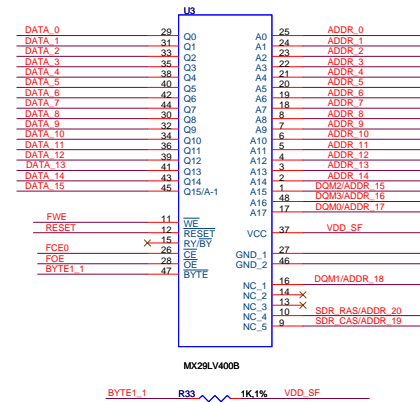 U3
DATA_0 29 Q0 A0 25 ADDR_0
DATA_1 31 Q1 A1 24 ADDR_1
DATA_2 33 Q2 A2 23 ADDR_2
DATA_3 35 Q3 A3 22 ADDR_3
DATA_4 38 Q4 A4 21 ADDR_4
DATA_5 40 Q5 A5 20 ADDR_5
DATA_6 42 Q6 A6 19 ADDR_6
DATA_7 44 Q7 A7 18 ADDR_7
DATA_8 30 Q8 A8 8 ADDR_8
DATA_9 32 Q9 A9 7 ADDR_9
DATA_10 34 Q10 A10 6 ADDR_10
DATA_11 36 Q11 A11 5 ADDR_11
DATA_12 39 Q12 A12 4 ADDR_12
DATA_13 41 Q13 A13 3 ADDR_13
DATA_14 43 Q14 A14 2 ADDR_14
DATA_15 45 Q15/A-1 A15 1 DQM2/ADDR_15
A16 48 DQM3/ADDR_16
A17 17 DQM0/ADDR_17
FWE 11 WE
RESET 12 RESET VCC 37 VDD_SF
15 RY/BY
FCE0 26 CE GND_1 27
FOE 28 OE GND_2 46
BYTE1_1 47 BYTE
NC_1 16 DQM1/ADDR_18
NC_2 14
NC_3 13
NC_4 10 SDR_RAS/ADDR_20
NC_5 9 SDR_CAS/ADDR_19
MX29LV400B
BYTE1_1 R33 1K,1% VDD_SF